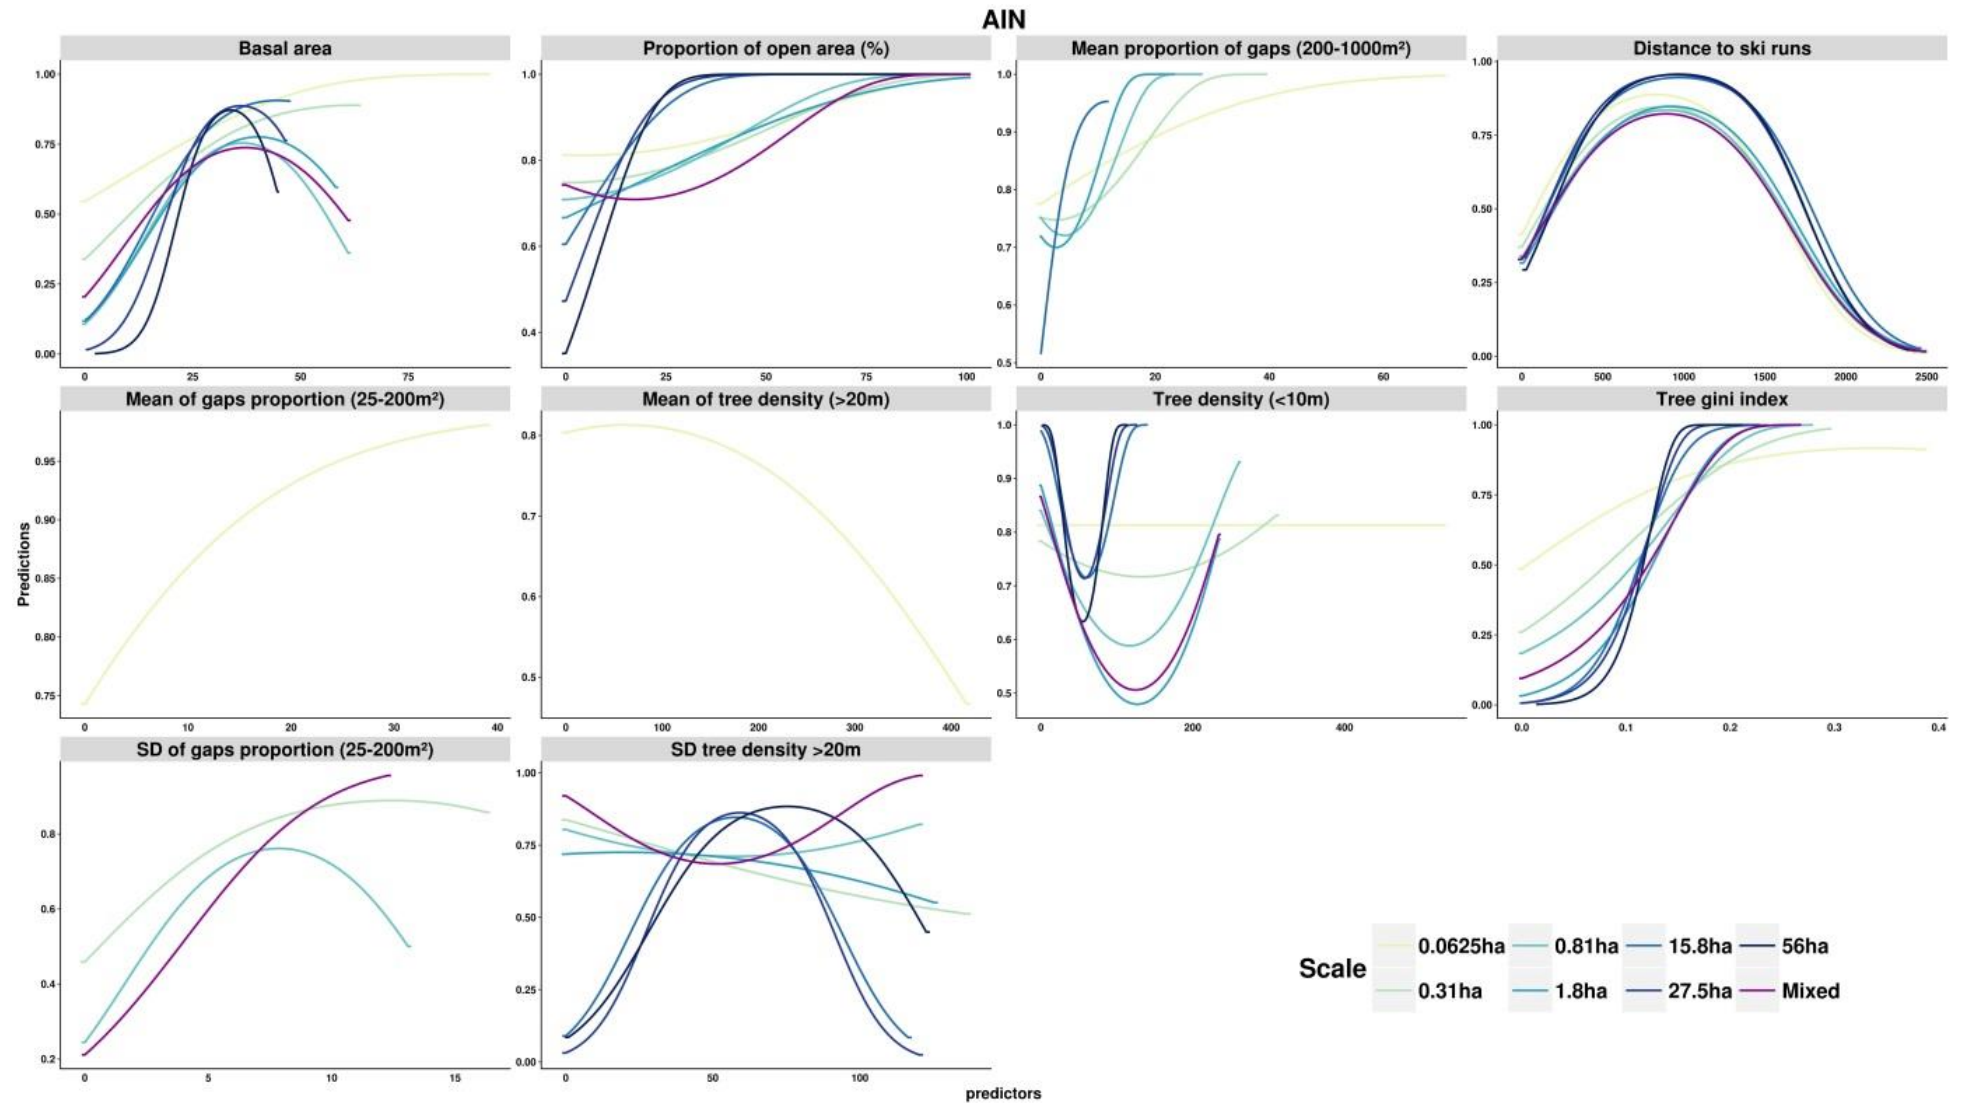 AIN
Basal area
Proportion of open area (%)
Mean proportion of gaps (200-1000m²)
Distance to ski runs
1.00
0.75
0.50
0.25
0.00
0 25 50 75
1.0
0.8
0.6
0.4
0 25 50 75 100
1.0
0.9
0.8
0.7
0.6
0.5
0 20 40 60
1.00
0.75
0.50
0.25
0.00
0 500 1000 1500 2000 2500
Mean of gaps proportion (25-200m²)
Mean of tree density (>20m)
Tree density (<10m)
Tree gini index
Predictions
0.95
0.90
0.85
0.80
0.75
0 10 20 30 40
0.8
0.7
0.6
0.5
0 100 200 300 400
1.0
0.9
0.8
0.7
0.6
0.5
0 200 400
1.00
0.75
0.50
0.25
0.00
0.0 0.1 0.2 0.3 0.4
SD of gaps proportion (25-200m²)
SD tree density >20m
0.8
0.6
0.4
0.2
0 5 10 15
1.00
0.75
0.50
0.25
0.00
0 50 100
predictors
Scale
0.0625ha 0.81ha 15.8ha 56ha
0.31ha 1.8ha 27.5ha Mixed